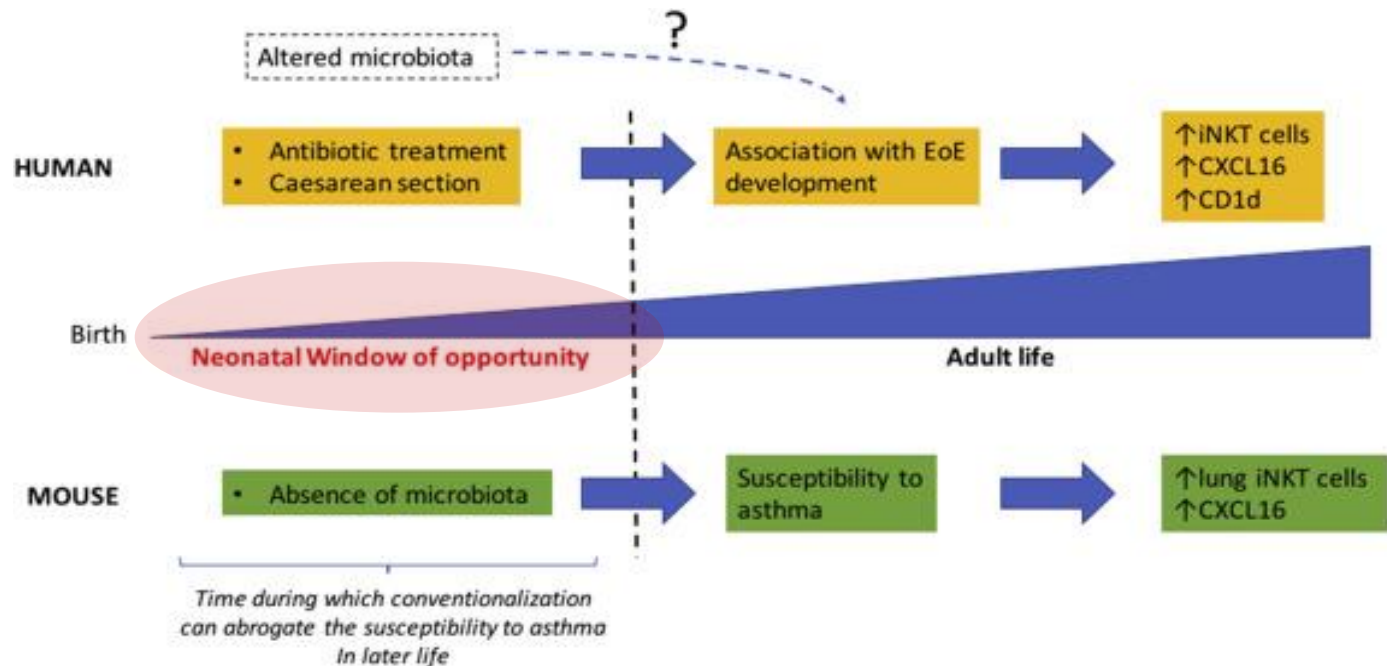 ?
Altered microbiota
HUMAN
• Antibiotic treatment
• Caesarean section
Association with EoE
development
↑iNKT cells
↑CXCL16
↑CD1d
Birth
Neonatal Window of opportunity
Adult life
MOUSE
• Absence of microbiota
Susceptibility to
asthma
↑lung iNKT cells
↑CXCL16
Time during which conventionalization
can abrogate the susceptibility to asthma
In later life